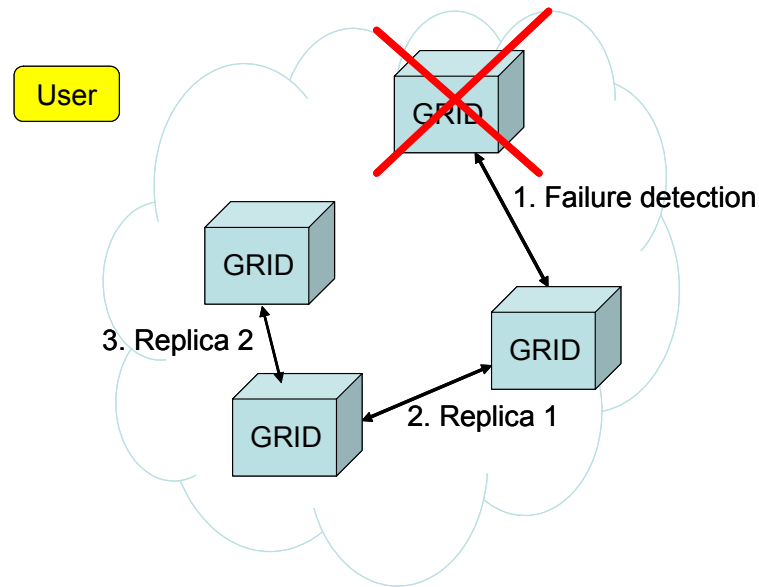 User
GRID
1. Failure detection
GRID
3. Replica 2
GRID
2. Replica 1
GRID